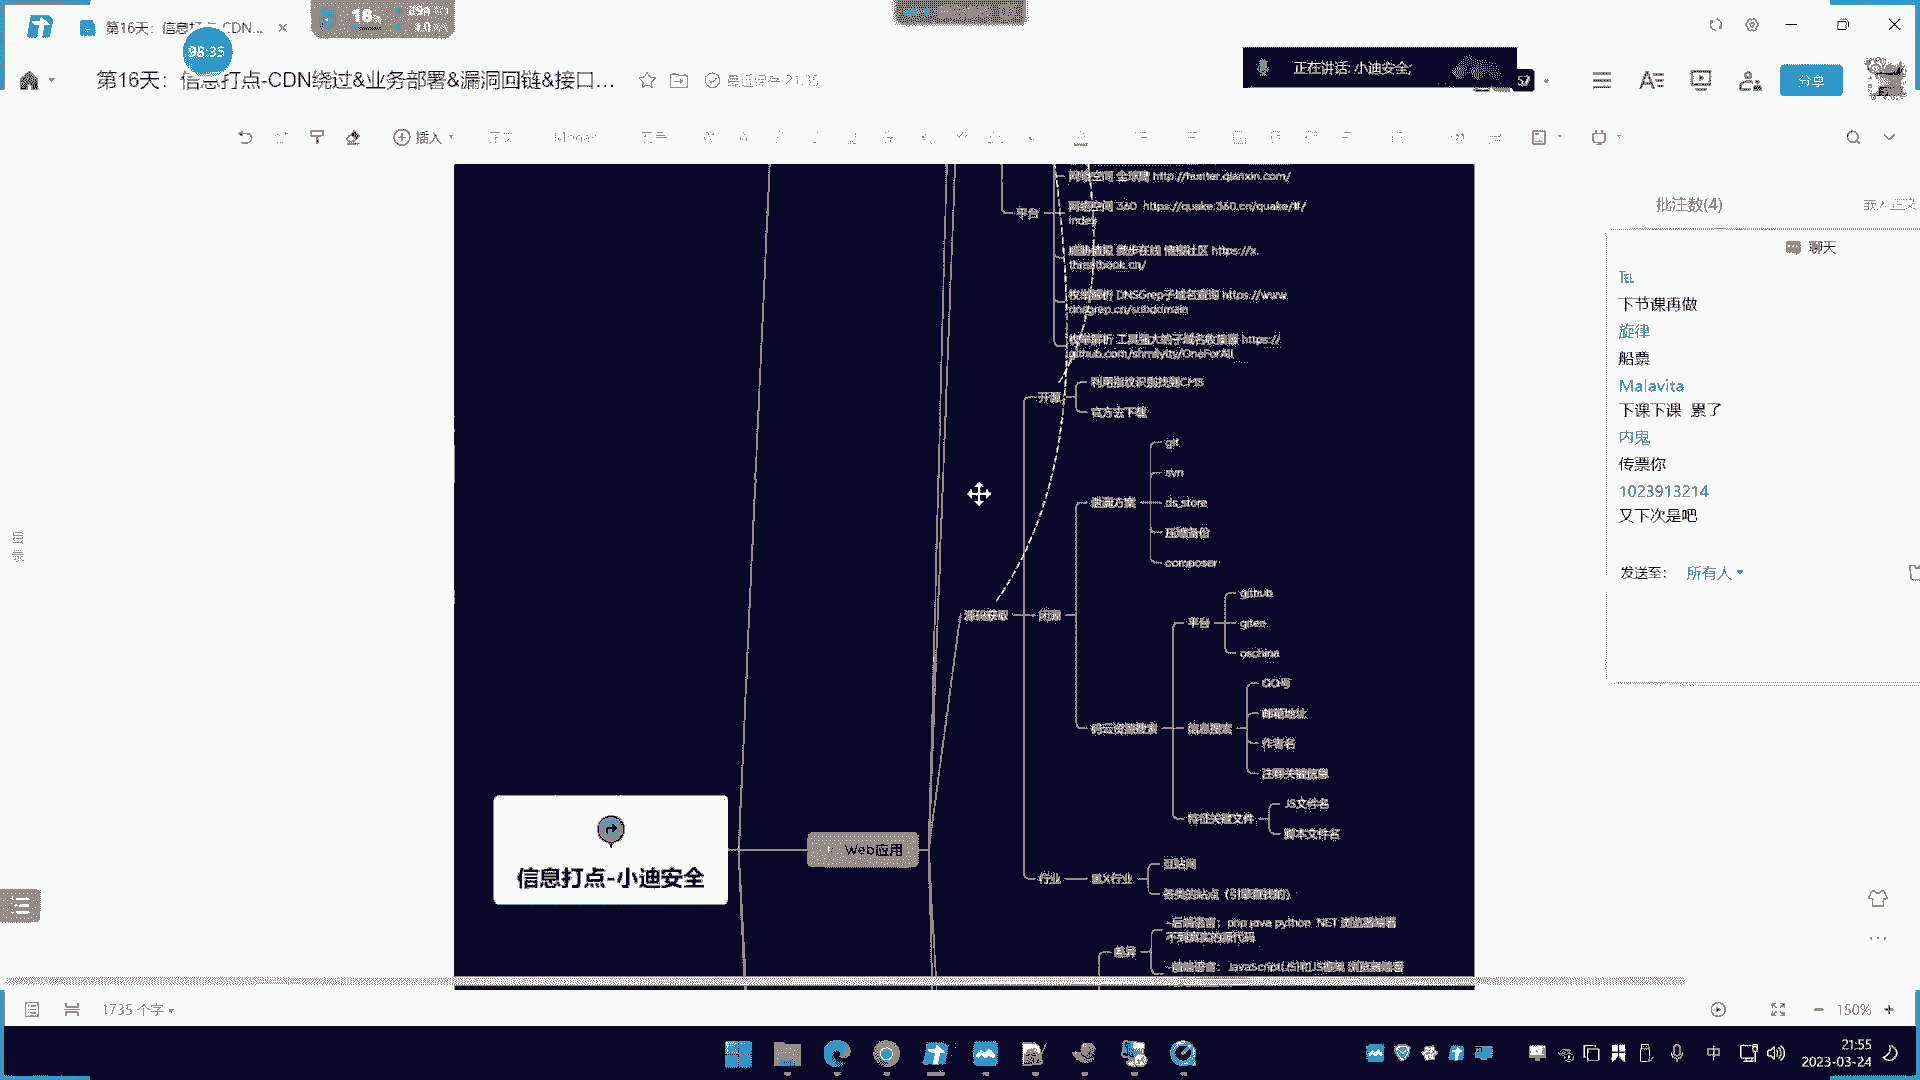 第16天：信息打点-CDN...
18%
98:35
第16天：信息打点-CDN绕过&业务部署&漏洞回链&接口...
最近保存 21:35
正在讲话: 小迪安全;
57
分享
插入
正文
批注数(4)
聊天
TEL
下节课再做
旋律
船票
Malavita
下课下课 累了
内鬼
传票你
1023913214
又下次是吧
发送至：
所有人
目录
平台
网络空间 全球鹰 http://hunter.qianxin.com/
网络空间 360 https://quake.360.cn/quake/#/
index
威胁情报 微步在线 情报社区 https://x.
threatbook.cn/
枚举解析 DNSGrep子域名查询 https://www.
dnsgrep.cn/subdomain
枚举解析 工具强大的子域名收集器 https://
github.com/shmilylty/OneForAll
开源
利用指纹识别找到CMS
官方去下载
源码获取
闭源
泄漏方案
git
svn
ds_store
压缩备份
composer
码云资源搜索
平台
github
gitee
oschina
信息搜索
QQ号
邮箱地址
作者名
注释关键信息
特征关键文件
JS文件名
脚本文件名
行业
互站网
各类的站点（引擎直找的）
差异
-后端语言：php java python .NET 浏览器端看
不到真实的源代码
-前端语言：JavaScript(JS)和JS框架 浏览器端看
信息打点-小迪安全
Web应用
1735 个字
150%
中
21:55
2023-03-24